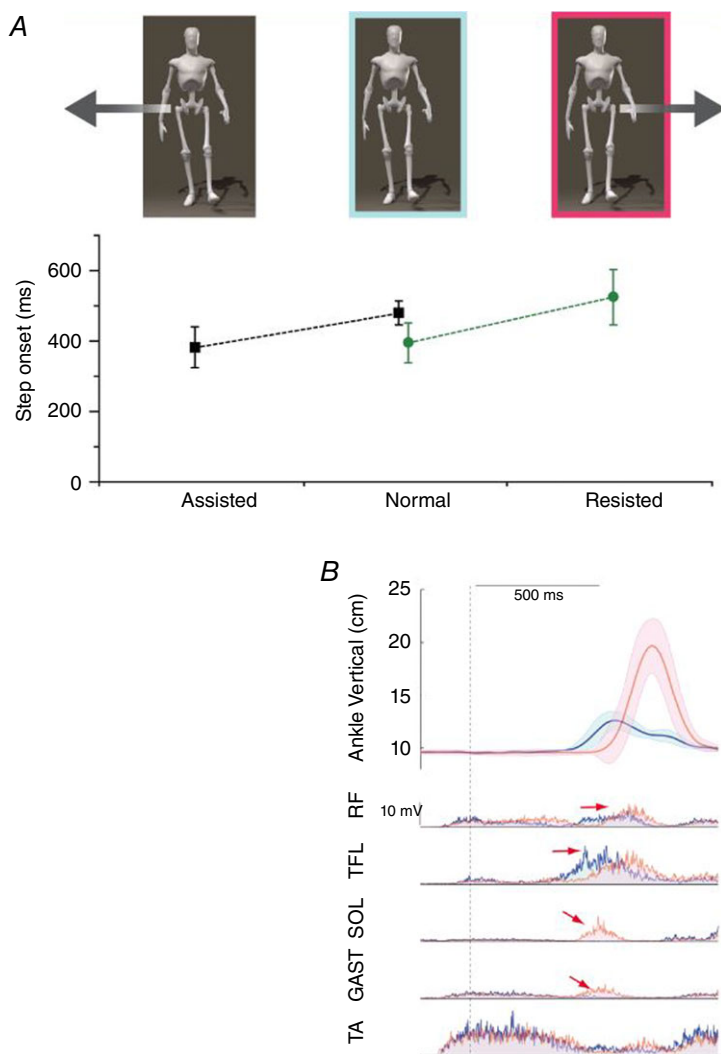 A
Step onset (ms)
600
400
200
0
Assisted
Normal
Resisted
B
Ankle Vertical (cm)
25
20
15
10
500 ms
RF
10 mV
TFL
SOL
GAST
TA